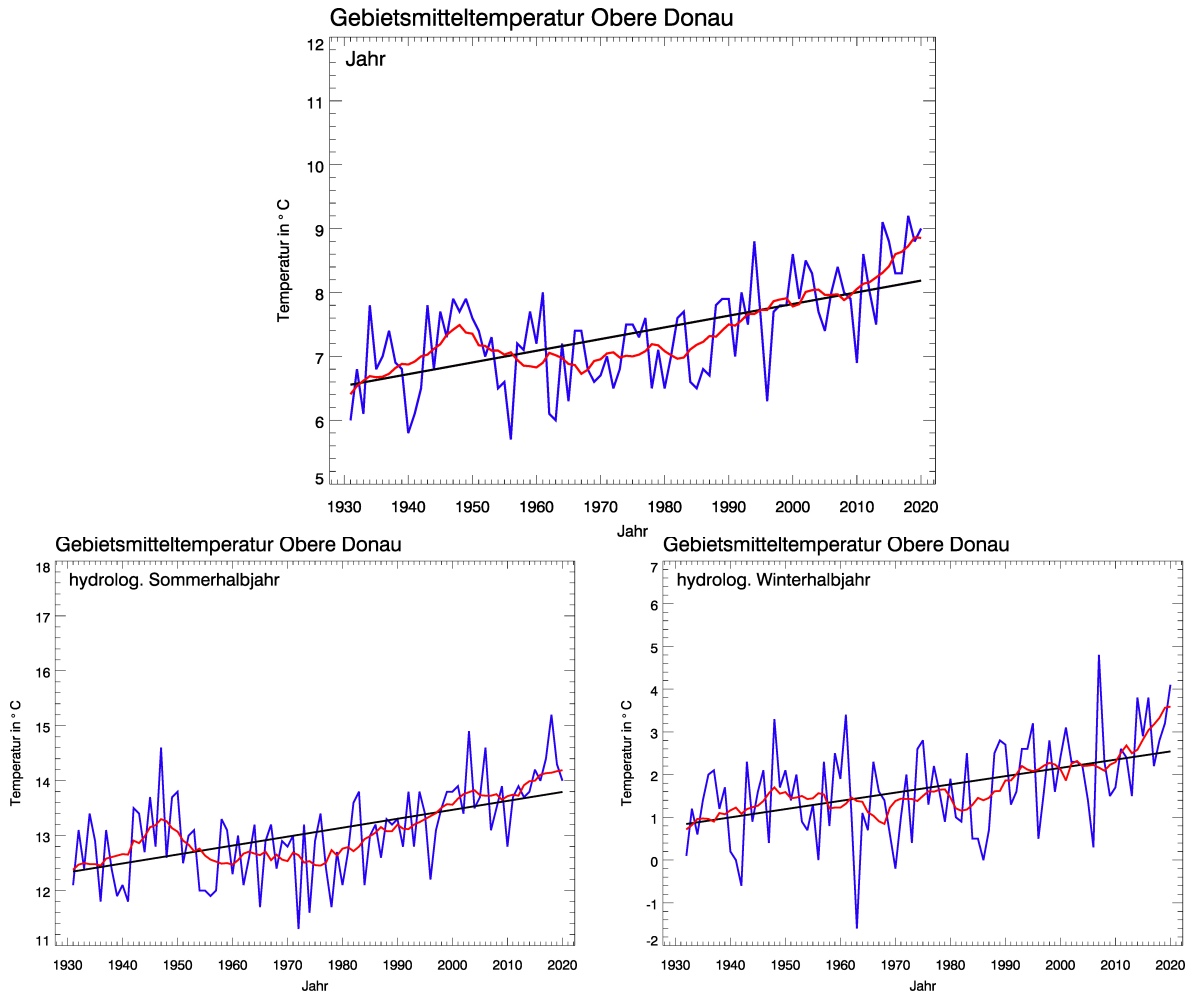 Gebietsmitteltemperatur Obere Donau
Jahr
12
11
10
9
8
7
6
5
Temperatur in ° C
1930 1940 1950 1960 1970 1980 1990 2000 2010 2020
Jahr
Gebietsmitteltemperatur Obere Donau
hydrolog. Sommerhalbjahr
18
17
16
15
14
13
12
11
Temperatur in ° C
1930 1940 1950 1960 1970 1980 1990 2000 2010 2020
Jahr
Gebietsmitteltemperatur Obere Donau
hydrolog. Winterhalbjahr
7
6
5
4
3
2
1
0
-1
-2
Temperatur in ° C
1930 1940 1950 1960 1970 1980 1990 2000 2010 2020
Jahr